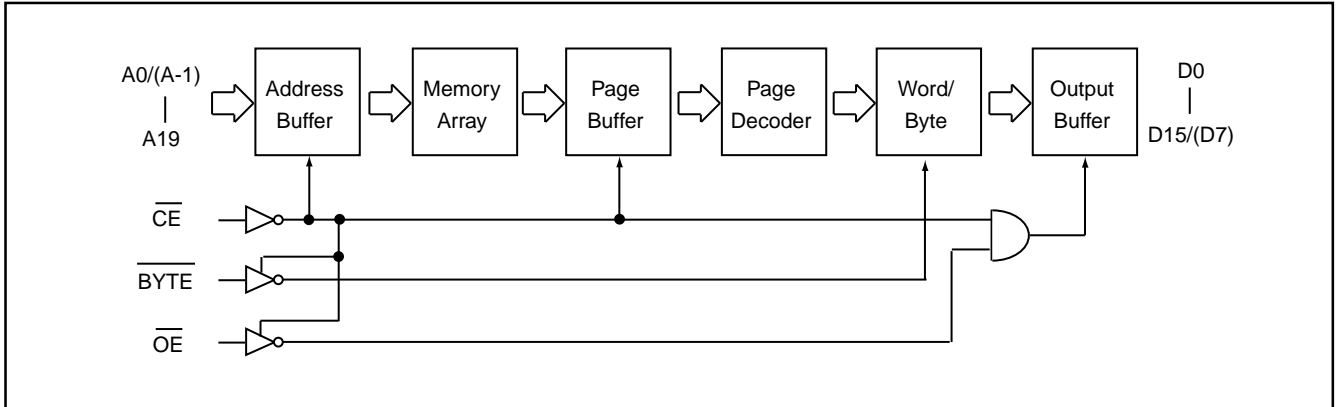 A0/(A-1)
A19
Address
Buffer
Memory
Array
Page
Buffer
Page
Decoder
Word/
Byte
Output
Buffer
D0
D15/(D7)
CE
BYTE
OE